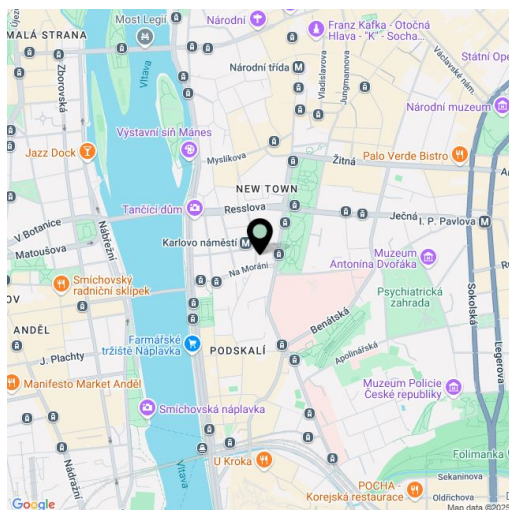 Újezd
MALÁ STRANA
Most Legií
Národní
Franz Kafka - Otočná
Hlava - "K" - Socha...
Václavské nám.
Státní Ope
Zborovská
Vltava
Národní třída
M
Vladislavova
Jungmannova
Národní muzeum
Výstavní síň Mánes
Jazz Dock
Myslíkova
Žitná
Palo Verde Bistro
NEW TOWN
An
Tančící dům
Resslova
V Botanice
Nábřežní
Ječná
I. P. Pavlova
M
Matoušova
Karlovo náměstí
M
Na Moráni
Muzeum
Antonína Dvořáka
Ru
Smíchovský
radniční sklípek
Psychiatrická
zahrada
OV
Benátská
Sokolská
ANDĚL
Farmářské
tržiště Náplavka
PODSKALÍ
Apolinářská
Legerova
J. Plachty
Manifesto Market Anděl
Muzeum Policie
České republiky
Smíchovská náplavka
Nádražní
U Kroka
Folimanka
Vltava
Sekaninova
POCHA -
Korejská restaurace
Oldřichova
Google
Map data ©2025